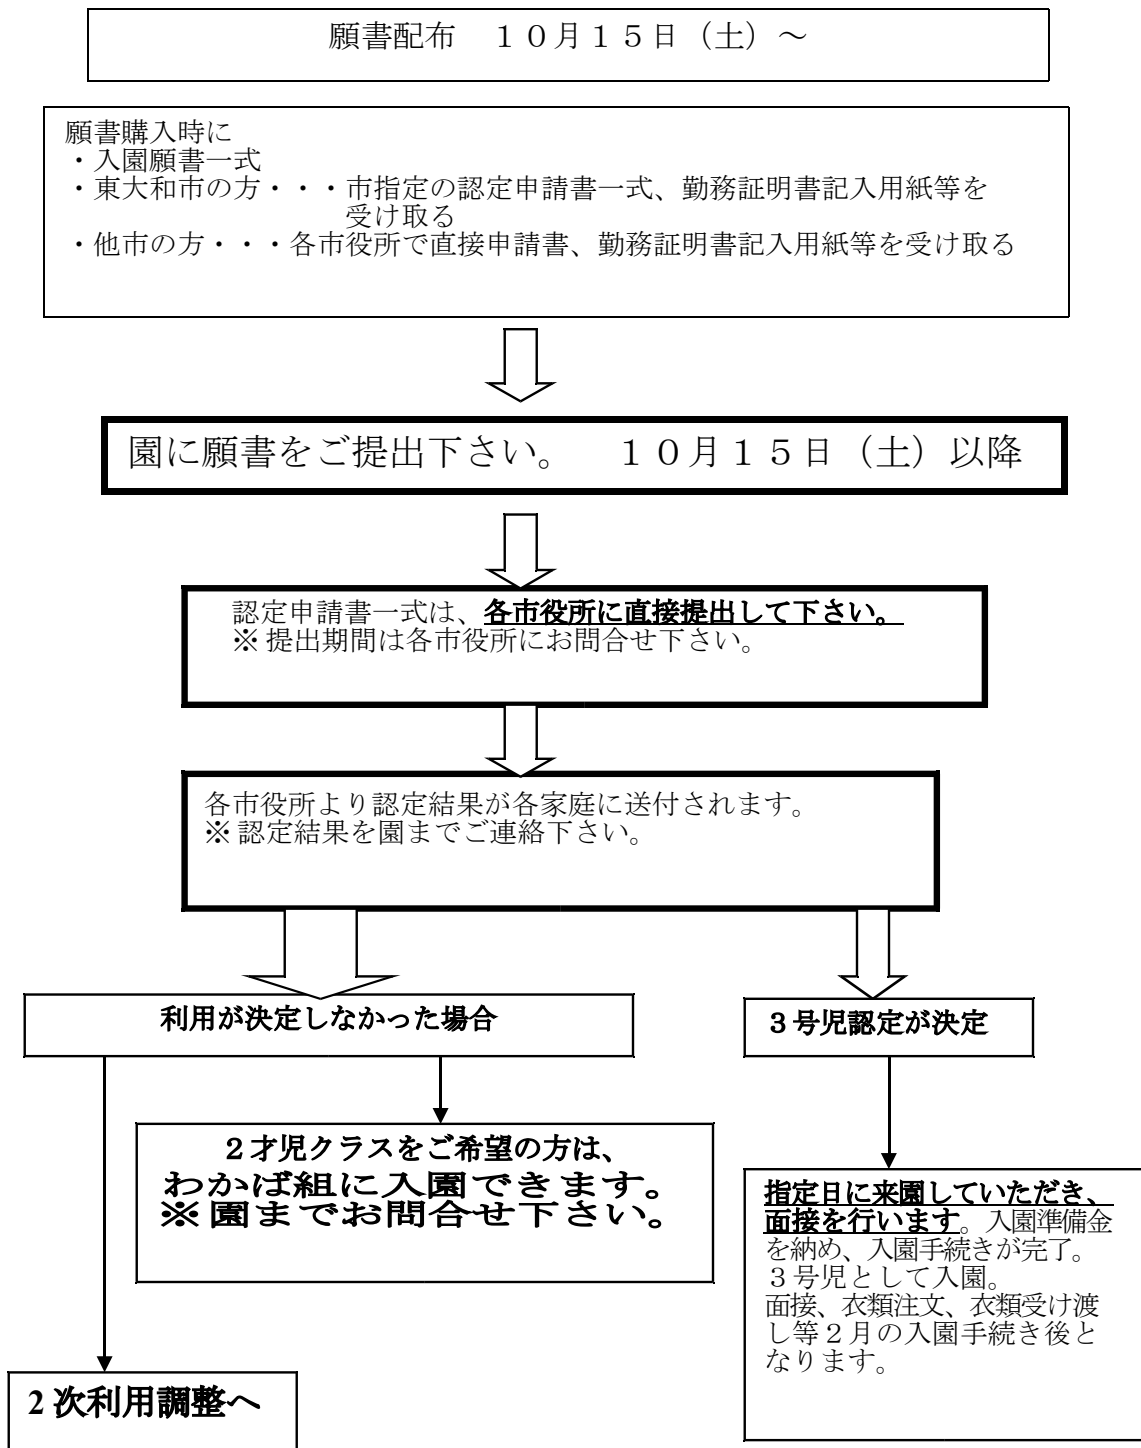 願書配布　１０月１５日（土）～
願書購入時に
・入園願書一式
・東大和市の方・・・市指定の認定申請書一式、勤務証明書記入用紙等を
受け取る
・他市の方・・・各市役所で直接申請書、勤務証明書記入用紙等を受け取る
園に願書をご提出下さい。　１０月１５日（土）以降
認定申請書一式は、各市役所に直接提出して下さい。
※提出期間は各市役所にお問合せ下さい。
各市役所より認定結果が各家庭に送付されます。
※認定結果を園までご連絡下さい。
利用が決定しなかった場合
３号児認定が決定
２才児クラスをご希望の方は、
わかば組に入園できます。
※園までお問合せ下さい。
指定日に来園していただき、
面接を行います。入園準備金
を納め、入園手続きが完了。
３号児として入園。
面接、衣類注文、衣類受け渡
し等２月の入園手続き後と
なります。
2 次利用調整へ